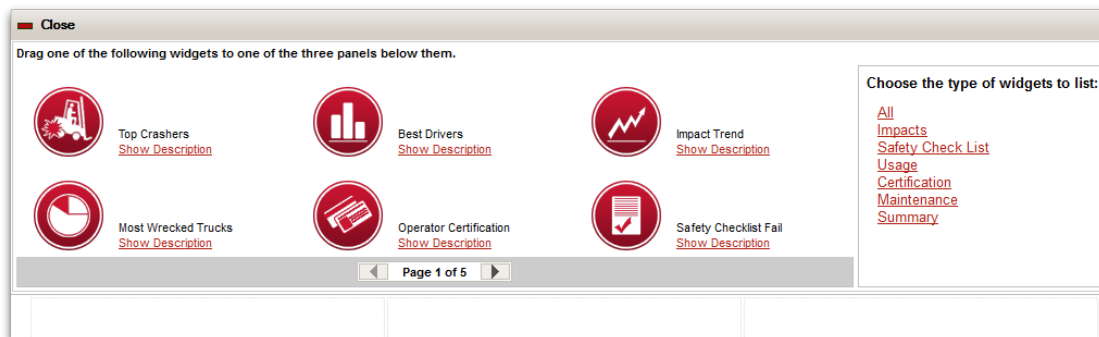 Close
Drag one of the following widgets to one of the three panels below them.
Top Crashers
Show Description
Best Drivers
Show Description
Impact Trend
Show Description
Most Wrecked Trucks
Show Description
Operator Certification
Show Description
Safety Checklist Fail
Show Description
Page 1 of 5
Choose the type of widgets to list:
All
Impacts
Safety Check List
Usage
Certification
Maintenance
Summary